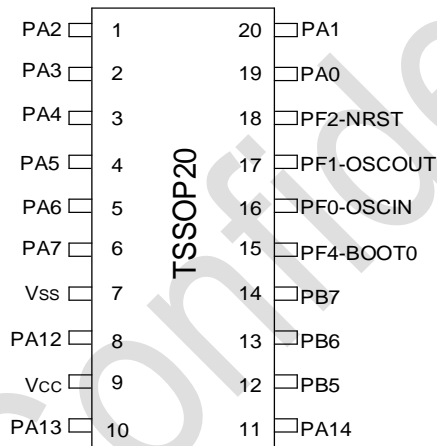 PA2 1 20 PA1
PA3 2 19 PA0
PA4 3 18 PF2-NRST
PA5 4 17 PF1-OSCOUT
PA6 5 16 PF0-OSCIN
PA7 6 15 PF4-BOOT0
Vss 7 14 PB7
PA12 8 13 PB6
Vcc 9 12 PB5
PA13 10 11 PA14
TSSOP20